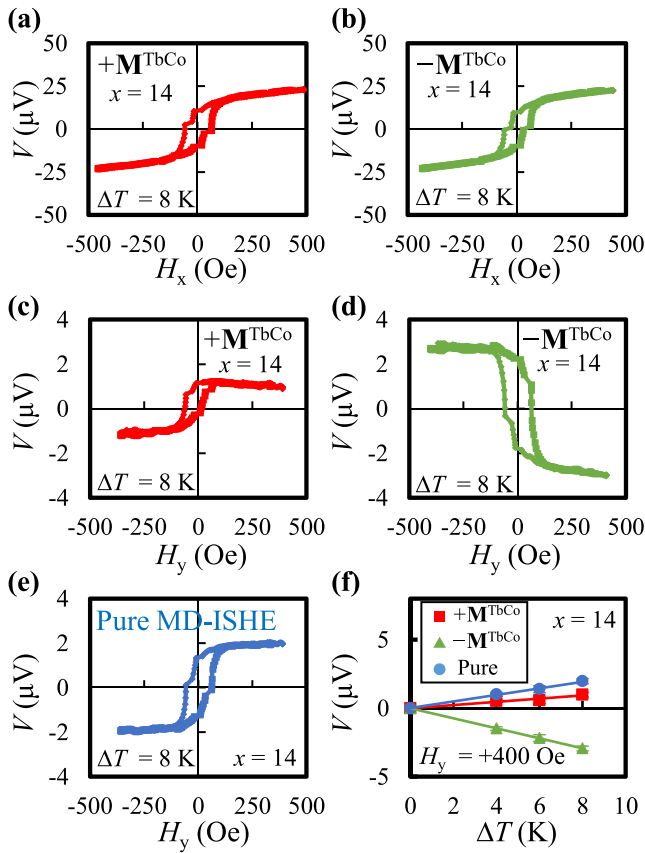 (a)
(b)
50
25
0
-25
-50
V (μV)
+M^TbCo
x = 14
ΔT = 8 K
-500 -250 0 250 500
H_x (Oe)
50
25
0
-25
-50
V (μV)
−M^TbCo
x = 14
ΔT = 8 K
-500 -250 0 250 500
H_x (Oe)
(c)
(d)
4
2
0
-2
-4
V (μV)
+M^TbCo
x = 14
ΔT = 8 K
-500 -250 0 250 500
H_y (Oe)
4
2
0
-2
-4
V (μV)
−M^TbCo
x = 14
ΔT = 8 K
-500 -250 0 250 500
H_y (Oe)
(e)
(f)
4
2
0
-2
-4
V (μV)
Pure MD-ISHE
ΔT = 8 K
x = 14
-500 -250 0 250 500
H_y (Oe)
5
0
-5
V (μV)
+M^TbCo
−M^TbCo
Pure
x = 14
H_y = +400 Oe
0 2 4 6 8 10
ΔT (K)